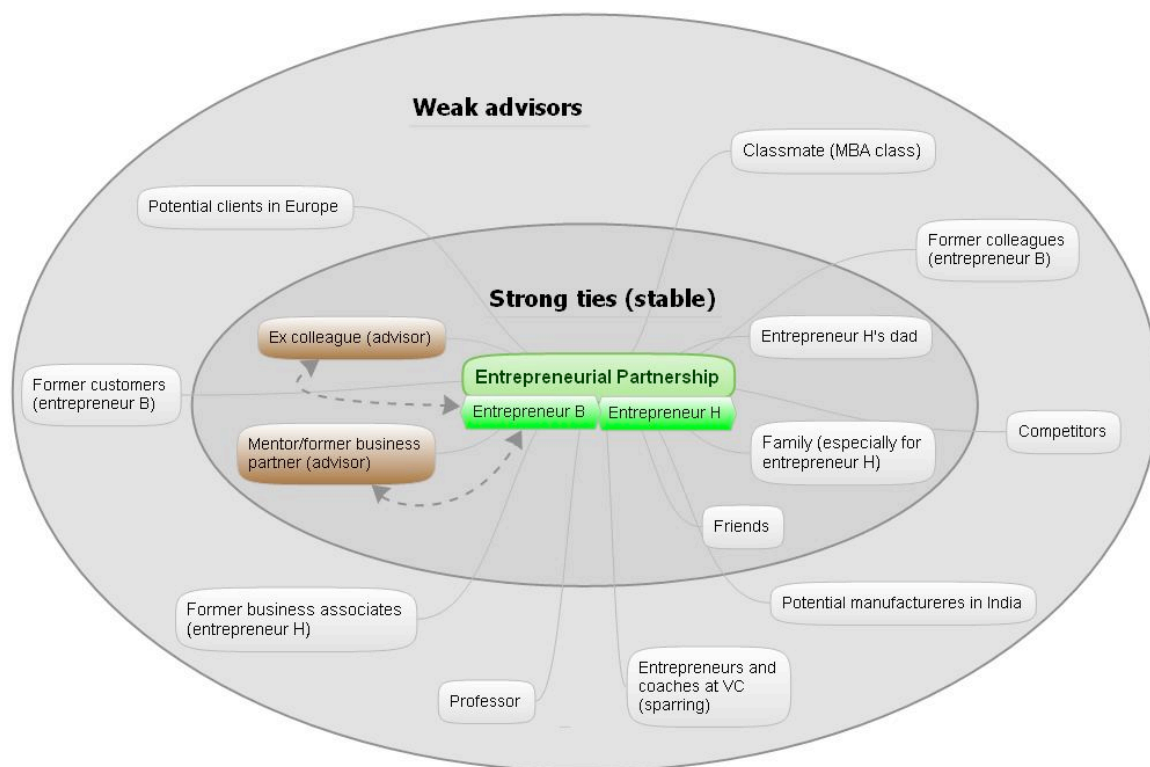 Weak advisors
Classmate (MBA class)
Potential clients in Europe
Former colleagues
(entrepreneur B)
Strong ties (stable)
Ex colleague (advisor)
Entrepreneur H's dad
Entrepreneurial Partnership
Former customers
(entrepreneur B)
Entrepreneur B
Entrepreneur H
Mentor/former business
partner (advisor)
Family (especially for
entrepreneur H)
Competitors
Friends
Former business associates
(entrepreneur H)
Potential manufactureres in India
Professor
Entrepreneurs and
coaches at VC
(sparring)